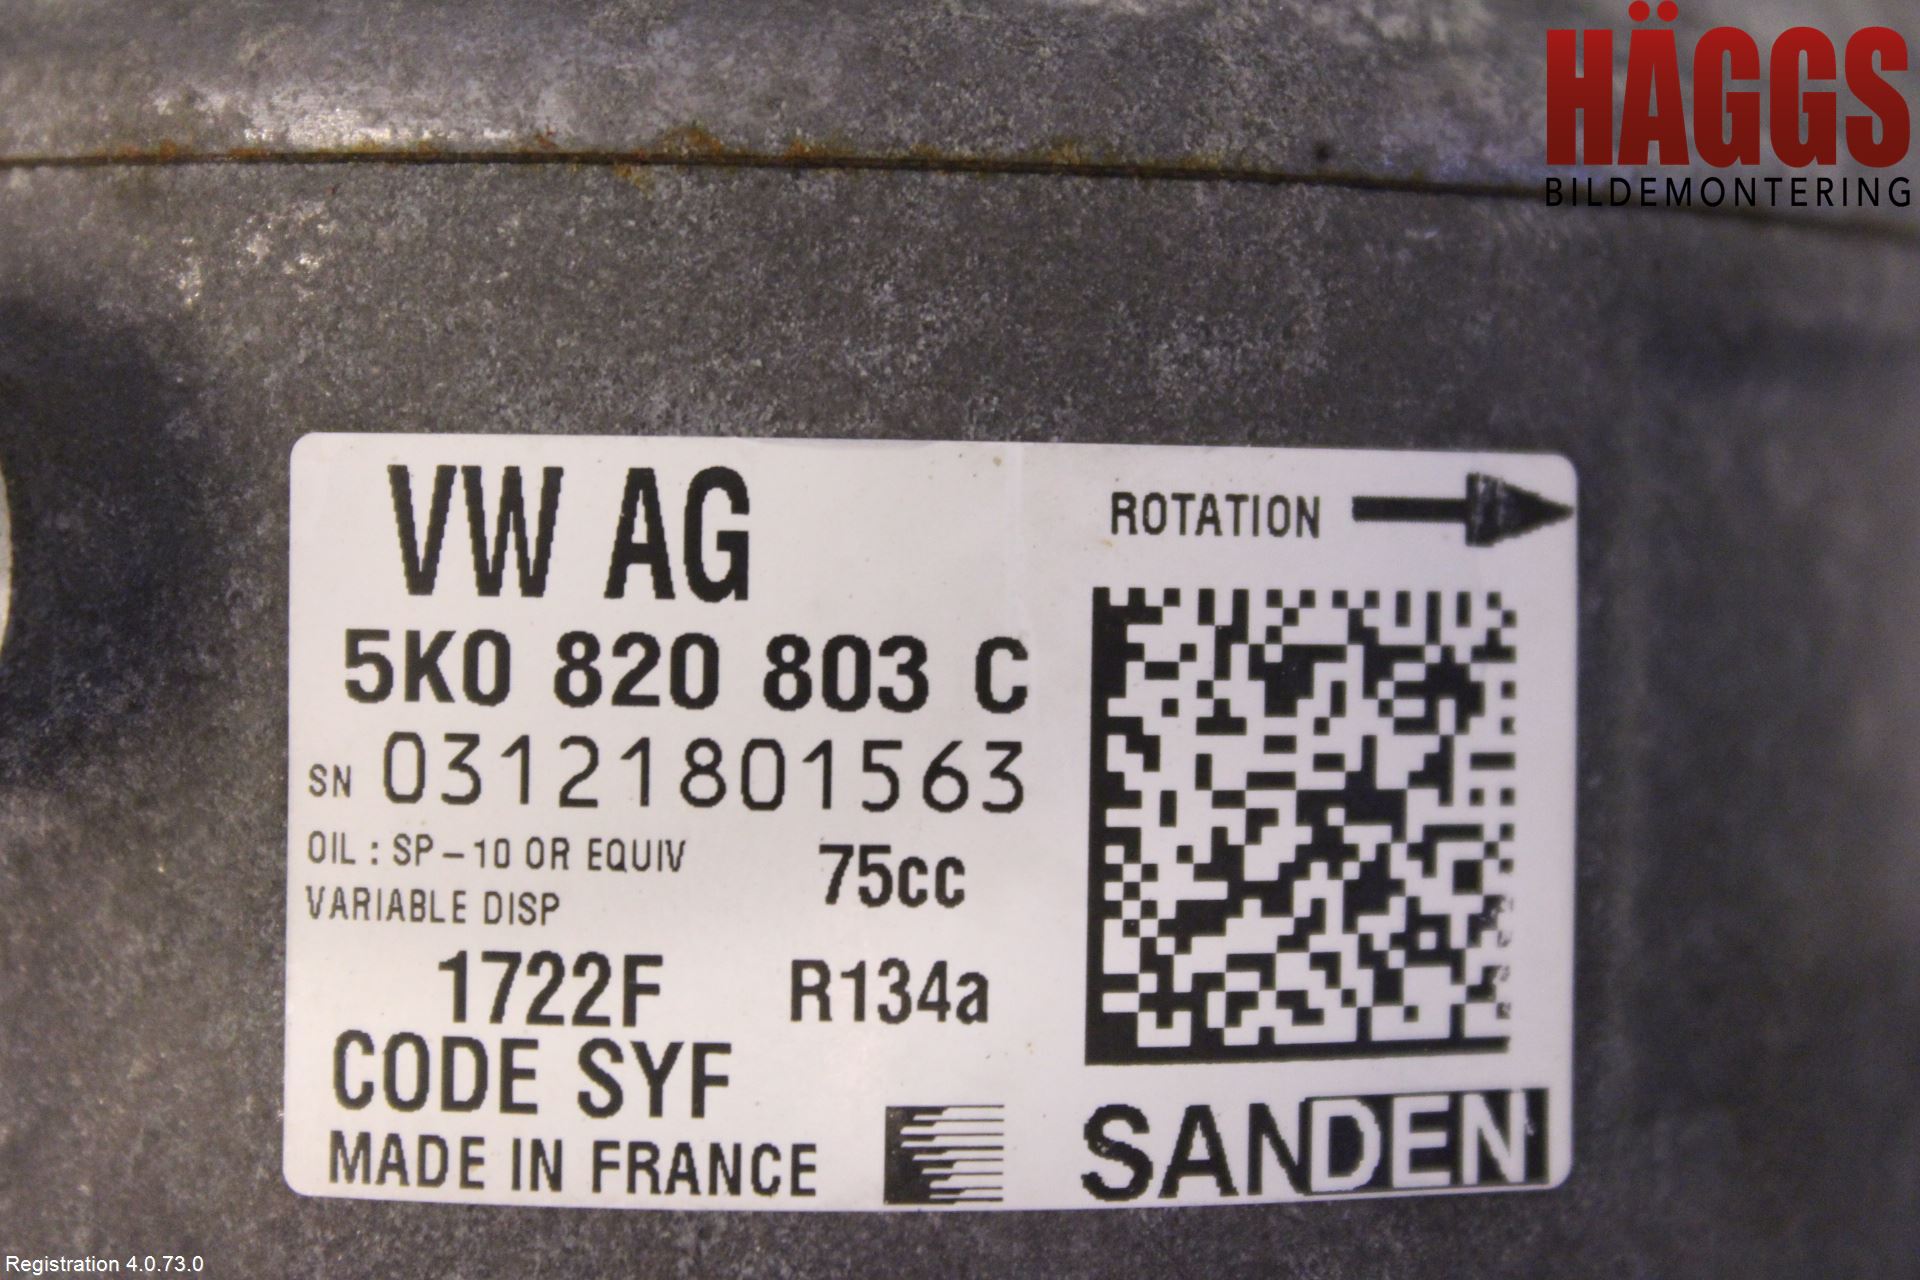 HÄGGS
BILDEMONTERING
VW AG
ROTATION
5K0 820 803 C
SN 03121801563
OIL : SP-10 OR EQUIV 75cc
VARIABLE DISP
1722F R134a
CODE SYF
MADE IN FRANCE
SANDEN
Registration 4.0.73.0